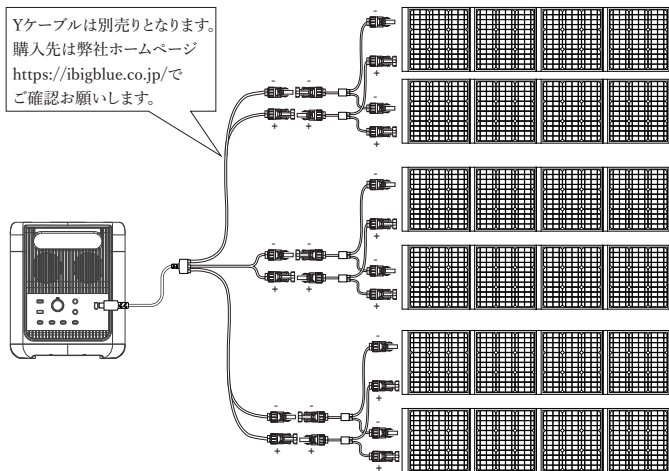 Yケーブルは別売りとなります。
購入先は弊社ホームページ
https://ibigblue.co.jp/で
ご確認お願いします。
- - - +
- - -
+ + +
-
+
- - -
+ + +
-
+
- - -
+ + +